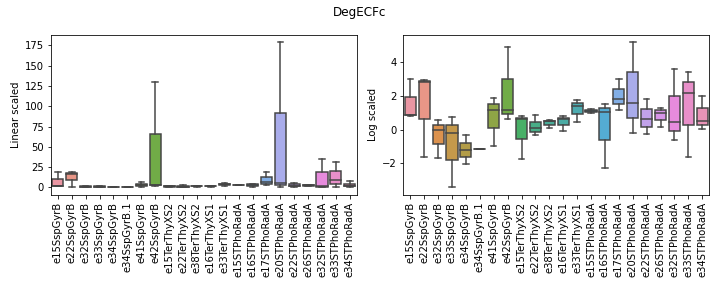 DegECFc
Linear scaled
175
150
125
100
75
50
25
0
e15SspGyrB
e22SspGyrB
e32SspGyrB
e33SspGyrB
e34SspGyrB
e34SspGyrB.1
e41SspGyrB
e42SspGyrB
e15TerThyXS2
e22TerThyXS2
e38TerThyXS2
e16TerThyXS1
e33TerThyXS1
e15STPhoRadA
e16STPhoRadA
e17STPhoRadA
e20STPhoRadA
e22STPhoRadA
e26STPhoRadA
e32STPhoRadA
e33STPhoRadA
e34STPhoRadA
Log scaled
4
2
0
−2
e15SspGyrB
e22SspGyrB
e32SspGyrB
e33SspGyrB
e34SspGyrB
e34SspGyrB.1
e41SspGyrB
e42SspGyrB
e15TerThyXS2
e22TerThyXS2
e38TerThyXS2
e16TerThyXS1
e33TerThyXS1
e15STPhoRadA
e16STPhoRadA
e17STPhoRadA
e20STPhoRadA
e22STPhoRadA
e26STPhoRadA
e32STPhoRadA
e33STPhoRadA
e34STPhoRadA